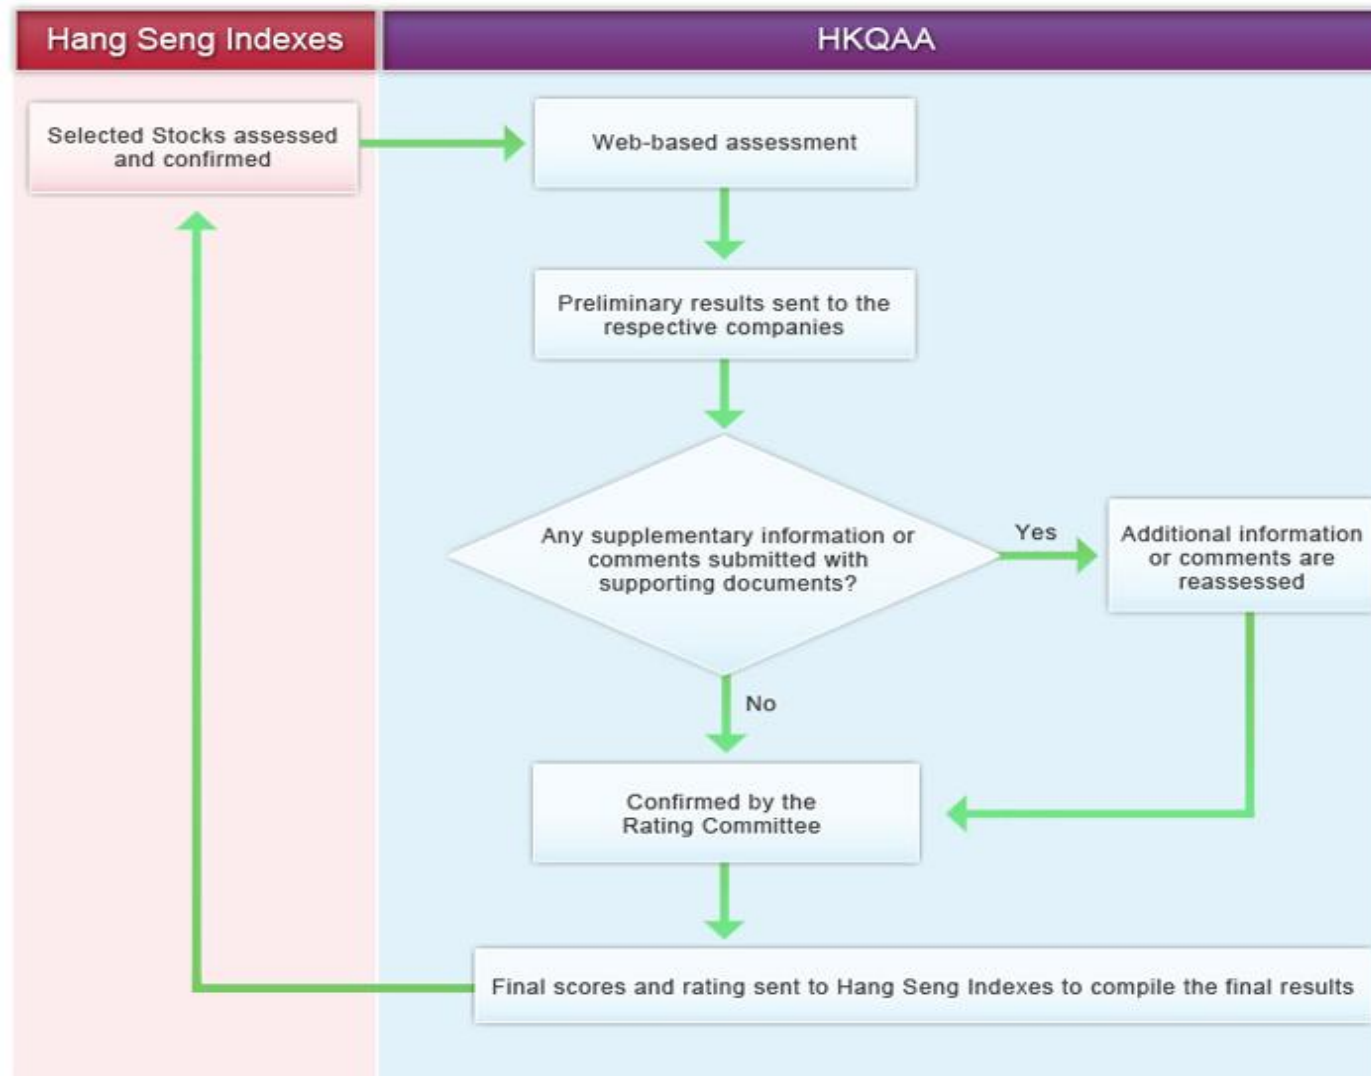 Hang Seng Indexes
HKQAA
Selected Stocks assessed
and confirmed
Web-based assessment
Preliminary results sent to the
respective companies
Any supplementary information or
comments submitted with
supporting documents?
Yes
Additional information
or comments are
reassessed
No
Confirmed by the
Rating Committee
Final scores and rating sent to Hang Seng Indexes to compile the final results